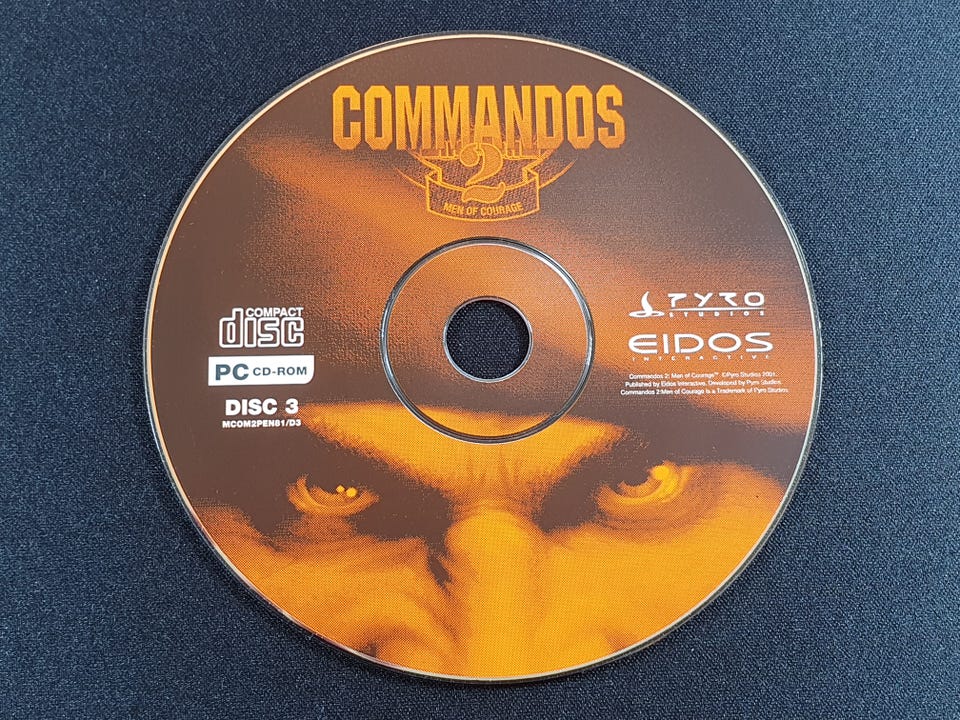 COMMANDOS
2
MEN OF COURAGE
COMPACT
disc
PC CD-ROM
DISC 3
MCOM2PEN81/D3
PYRO
STUDIOS
EIDOS
INTERACTIVE
Commandos 2: Men of Courage™ ©Pyro Studios 2001.
Published by Eidos Interactive. Developed by Pyro Studios.
Commandos 2:Men of Courage is a Trademark of Pyro Studios.